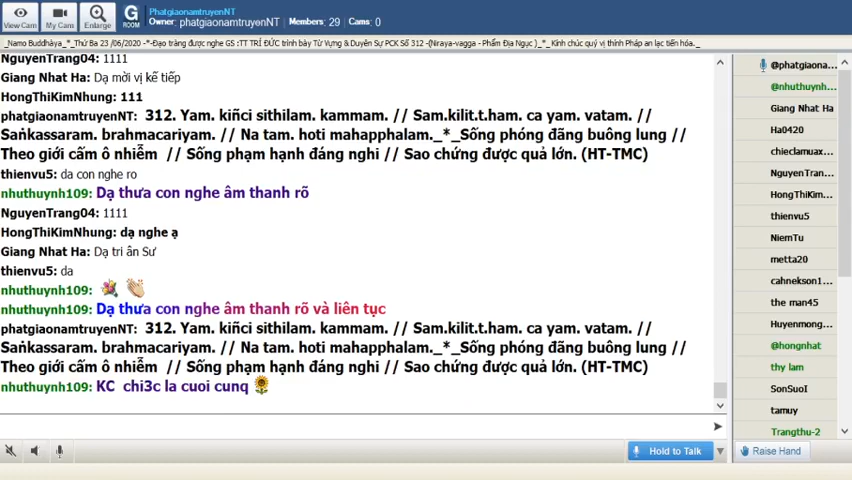 PhatgiaonamtruyenNT
Owner: phatgiaonamtruyenNT Members: 29 Cams: 0
View Cam My Cam Enlarge G ROOM
_Namo Buddhàya_*_Thứ Ba 23 /06/2020 -*-Đạo tràng được nghe GS :TT TRÍ ĐỨC trình bày Từ Vựng & Duyên Sự PCK Số 312 -(Niraya-vagga - Phẩm Địa Ngục )_*_ Kính chúc quý vị thính Pháp an lạc tiến hóa._
NguyenTrang04: 1111
Giang Nhat Ha: Dạ mời vị kế tiếp
HongThiKimNhung: 111
phatgiaonamtruyenNT: 312. Yam. kiñci sithilam. kammam. // Sam.kilit.t.ham. ca yam. vatam. //
Saṅkassaram. brahmacariyam. // Na tam. hoti mahapphalam._*_Sống phóng đãng buông lung //
Theo giới cấm ô nhiễm // Sống phạm hạnh đáng nghi // Sao chứng được quả lớn. (HT-TMC)
thienvu5: da con nghe ro
nhuthuynh109: Dạ thưa con nghe âm thanh rõ
NguyenTrang04: 1111
HongThiKimNhung: dạ nghe ạ
Giang Nhat Ha: Dạ tri ân Sư
thienvu5: da
nhuthuynh109:
nhuthuynh109: Dạ thưa con nghe âm thanh rõ và liên tục
phatgiaonamtruyenNT: 312. Yam. kiñci sithilam. kammam. // Sam.kilit.t.ham. ca yam. vatam. //
Saṅkassaram. brahmacariyam. // Na tam. hoti mahapphalam._*_Sống phóng đãng buông lung //
Theo giới cấm ô nhiễm // Sống phạm hạnh đáng nghi // Sao chứng được quả lớn. (HT-TMC)
nhuthuynh109: KC chi3c la cuoi cunq
@phatgiaona...
@nhuthuynh...
Giang Nhat Ha
Ha0420
chieclamuax...
NguyenTran...
HongThiKim...
thienvu5
NiemTu
metta20
cahnekson1...
the man45
Huyenmong...
@hongnhat
thy lam
SonSuoI
tamuy
Trangthu-2
Hold to Talk
Raise Hand